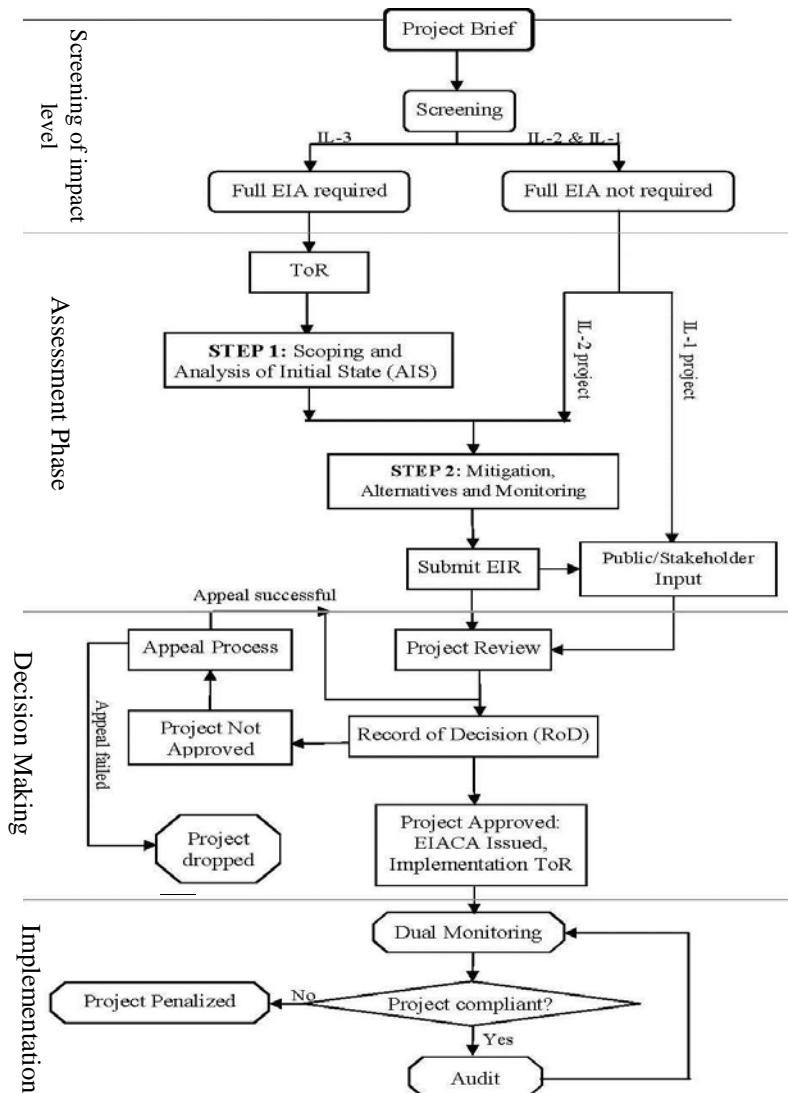 Project Brief
Screening
IL-3
IL-2 & IL-1
Full EIA required
Full EIA not required
Screening of impact
level
ToR
STEP 1: Scoping and
Analysis of Initial State (AIS)
IL-2 project
IL-1 project
Assessment Phase
STEP 2: Mitigation,
Alternatives and Monitoring
Submit EIR
Public/Stakeholder
Input
Appeal successful
Appeal Process
Project Review
Decision Making
Appeal failed
Project Not
Approved
Record of Decision (RoD)
Project
dropped
Project Approved:
EIACA Issued,
Implementation ToR
Implementation
Dual Monitoring
Project Penalized
No
Project compliant?
Yes
Audit